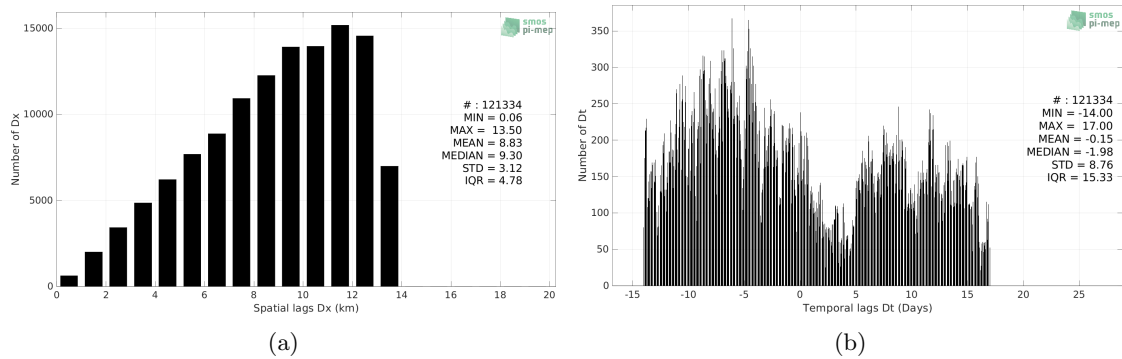 smos
pi-mep
15000
10000
5000
0
Number of Dx
# : 121334
MIN = 0.06
MAX = 13.50
MEAN = 8.83
MEDIAN = 9.30
STD = 3.12
IQR = 4.78
0 2 4 6 8 10 12 14 16 18 20
Spatial lags Dx (km)
(a)
smos
pi-mep
350
300
250
200
150
100
50
0
Number of Dt
# : 121334
MIN = -14.00
MAX = 17.00
MEAN = -0.15
MEDIAN = -1.98
STD = 8.76
IQR = 15.33
-15 -10 -5 0 5 10 15 20 25
Temporal lags Dt (Days)
(b)